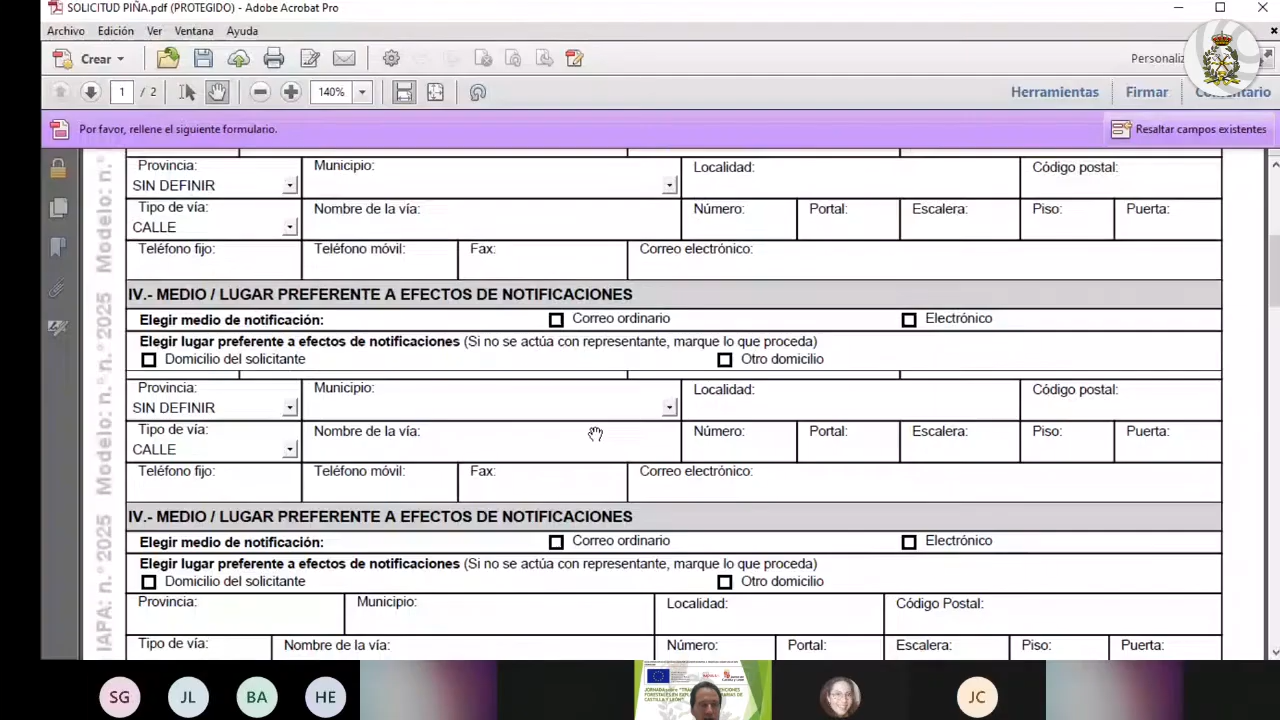 SOLICITUD PIÑA.pdf (PROTEGIDO) - Adobe Acrobat Pro
Archivo Edición Ver Ventana Ayuda
Crear
1 / 2 140% Herramientas Firmar Comentario
Por favor, rellene el siguiente formulario. Resaltar campos existentes
Provincia: Municipio: Localidad: Código postal:
SIN DEFINIR
Tipo de vía: Nombre de la vía: Número: Portal: Escalera: Piso: Puerta:
CALLE
Teléfono fijo: Teléfono móvil: Fax: Correo electrónico:
IV.- MEDIO / LUGAR PREFERENTE A EFECTOS DE NOTIFICACIONES
Elegir medio de notificación: Correo ordinario Electrónico
Elegir lugar preferente a efectos de notificaciones (Si no se actúa con representante, marque lo que proceda)
Domicilio del solicitante Otro domicilio
Provincia: Municipio: Localidad: Código postal:
SIN DEFINIR
Tipo de vía: Nombre de la vía: Número: Portal: Escalera: Piso: Puerta:
CALLE
Teléfono fijo: Teléfono móvil: Fax: Correo electrónico:
IV.- MEDIO / LUGAR PREFERENTE A EFECTOS DE NOTIFICACIONES
Elegir medio de notificación: Correo ordinario Electrónico
Elegir lugar preferente a efectos de notificaciones (Si no se actúa con representante, marque lo que proceda)
Domicilio del solicitante Otro domicilio
Provincia: Municipio: Localidad: Código Postal:
Tipo de vía: Nombre de la vía: Número: Portal: Escalera: Piso: Puerta:
Modelo: n.º
Modelo: n.º n.º 2025
IAPA: n.º 2025
SG JL BA HE JC